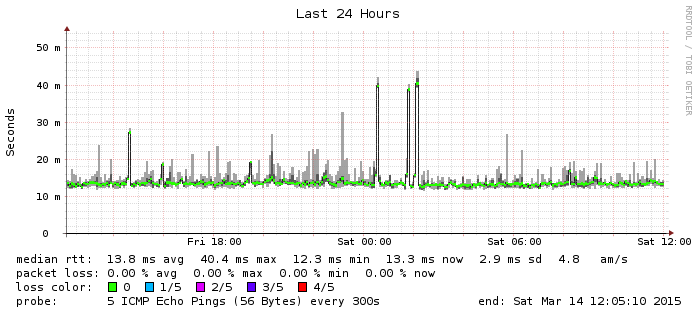 Last 24 Hours
RRDTOOL / TOBI OETIKER
Seconds
50 m
40 m
30 m
20 m
10 m
0
Fri 18:00 Sat 00:00 Sat 06:00 Sat 12:00
median rtt: 13.8 ms avg 40.4 ms max 12.3 ms min 13.3 ms now 2.9 ms sd 4.8 am/s
packet loss: 0.00 % avg 0.00 % max 0.00 % min 0.00 % now
loss color: 0 1/5 2/5 3/5 4/5
probe: 5 ICMP Echo Pings (56 Bytes) every 300s end: Sat Mar 14 12:05:10 2015